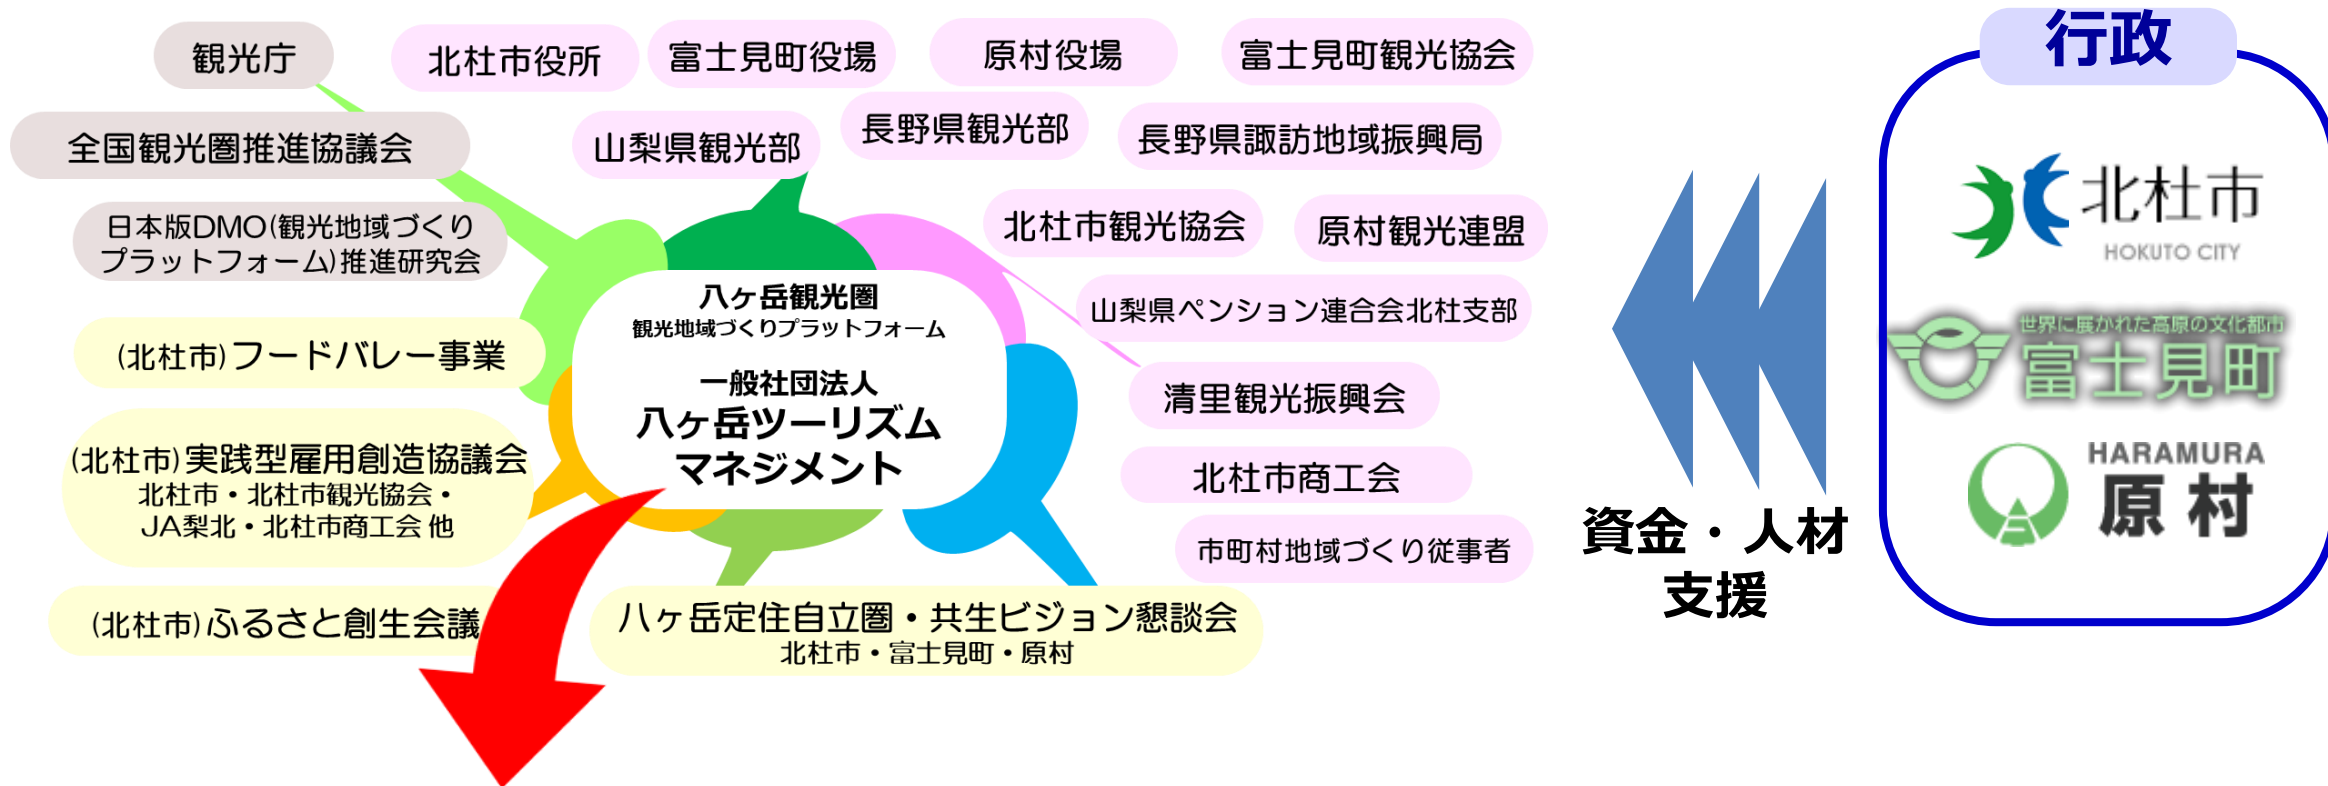 観光庁
北杜市役所
富士見町役場
原村役場
富士見町観光協会
全国観光圏推進協議会
山梨県観光部
長野県観光部
長野県諏訪地域振興局
日本版DMO(観光地域づくり
プラットフォーム)推進研究会
北杜市観光協会
原村観光連盟
(北杜市)フードバレー事業
山梨県ペンション連合会北杜支部
(北杜市)実践型雇用創造協議会
北杜市・北杜市観光協会・
JA梨北・北杜市商工会 他
清里観光振興会
北杜市商工会
市町村地域づくり従事者
(北杜市)ふるさと創生会議
八ヶ岳定住自立圏・共生ビジョン懇談会
北杜市・富士見町・原村
八ヶ岳観光圏
観光地域づくりプラットフォーム
一般社団法人
八ヶ岳ツーリズム
マネジメント
資金・人材
支援
行政
北杜市
HOKUTO CITY
世界に展かれた高原の文化都市
富士見町
HARAMURA
原村